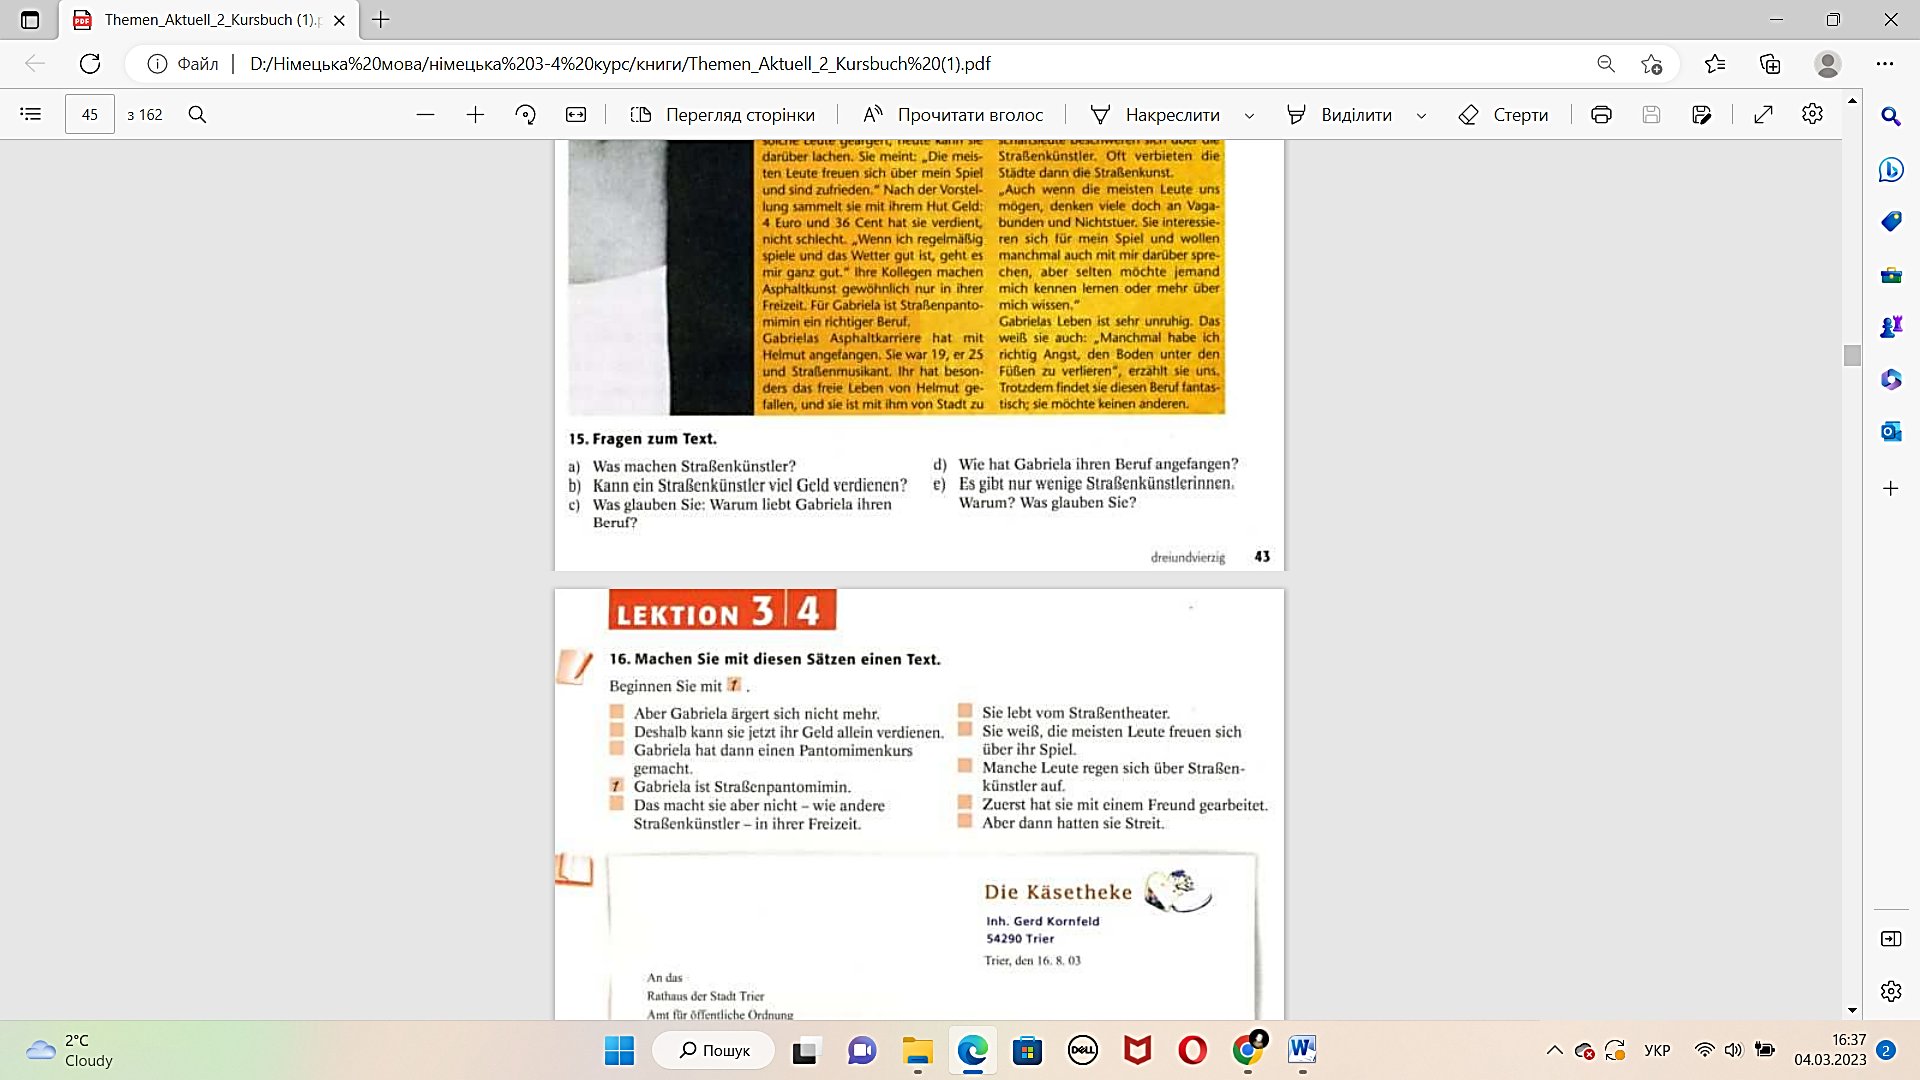 Themen_Aktuell_2_Kursbuch (1).p
Файл
D:/Німецька%20мова/німецька%203-4%20курс/книги/Themen_Aktuell_2_Kursbuch%20(1).pdf
45 з 162
Перегляд сторінки
Прочитати вголос
Накреслити
Виділити
Стерти
solche Leute geärgert, heute kann sie
darüber lachen. Sie meint: „Die meis-
ten Leute freuen sich über mein Spiel
und sind zufrieden.“ Nach der Vorstel-
lung sammelt sie mit ihrem Hut Geld:
4 Euro und 36 Cent hat sie verdient,
nicht schlecht. „Wenn ich regelmäßig
spiele und das Wetter gut ist, geht es
mir ganz gut.“ Ihre Kollegen machen
Asphaltkunst gewöhnlich nur in ihrer
Freizeit. Für Gabriela ist Straßenpanto-
mimin ein richtiger Beruf.
Gabrielas Asphaltkarriere hat mit
Helmut angefangen. Sie war 19, er 25
und Straßenmusikant. Ihr hat beson-
ders das freie Leben von Helmut ge-
fallen, und sie ist mit ihm von Stadt zu
schäftsleute beschweren sich über die
Straßenkünstler. Oft verbieten die
Städte dann die Straßenkunst.
„Auch wenn die meisten Leute uns
mögen, denken viele doch an Vaga-
bunden und Nichtstuer. Sie interessie-
ren sich für mein Spiel und wollen
manchmal auch mit mir darüber spre-
chen, aber selten möchte jemand
mich kennen lernen oder mehr über
mich wissen.“
Gabrielas Leben ist sehr unruhig. Das
weiß sie auch: „Manchmal habe ich
richtig Angst, den Boden unter den
Füßen zu verlieren“, erzählt sie uns.
Trotzdem findet sie diesen Beruf fantas-
tisch; sie möchte keinen anderen.
15. Fragen zum Text.
a) Was machen Straßenkünstler?
b) Kann ein Straßenkünstler viel Geld verdienen?
c) Was glauben Sie: Warum liebt Gabriela ihren
Beruf?
d) Wie hat Gabriela ihren Beruf angefangen?
e) Es gibt nur wenige Straßenkünstlerinnen.
Warum? Was glauben Sie?
dreiundvierzig 43
LEKTION 3 4
16. Machen Sie mit diesen Sätzen einen Text.
Beginnen Sie mit 1 .
Aber Gabriela ärgert sich nicht mehr.
Deshalb kann sie jetzt ihr Geld allein verdienen.
Gabriela hat dann einen Pantomimenkurs
gemacht.
1 Gabriela ist Straßenpantomimin.
Das macht sie aber nicht – wie andere
Straßenkünstler – in ihrer Freizeit.
Sie lebt vom Straßentheater.
Sie weiß, die meisten Leute freuen sich
über ihr Spiel.
Manche Leute regen sich über Straßen-
künstler auf.
Zuerst hat sie mit einem Freund gearbeitet.
Aber dann hatten sie Streit.
Die Käsetheke
Inh. Gerd Kornfeld
54290 Trier
Trier, den 16. 8. 03
An das
Rathaus der Stadt Trier
Amt für öffentliche Ordnung
2°C
Cloudy
Пошук
DELL
УКР
16:37
04.03.2023
2